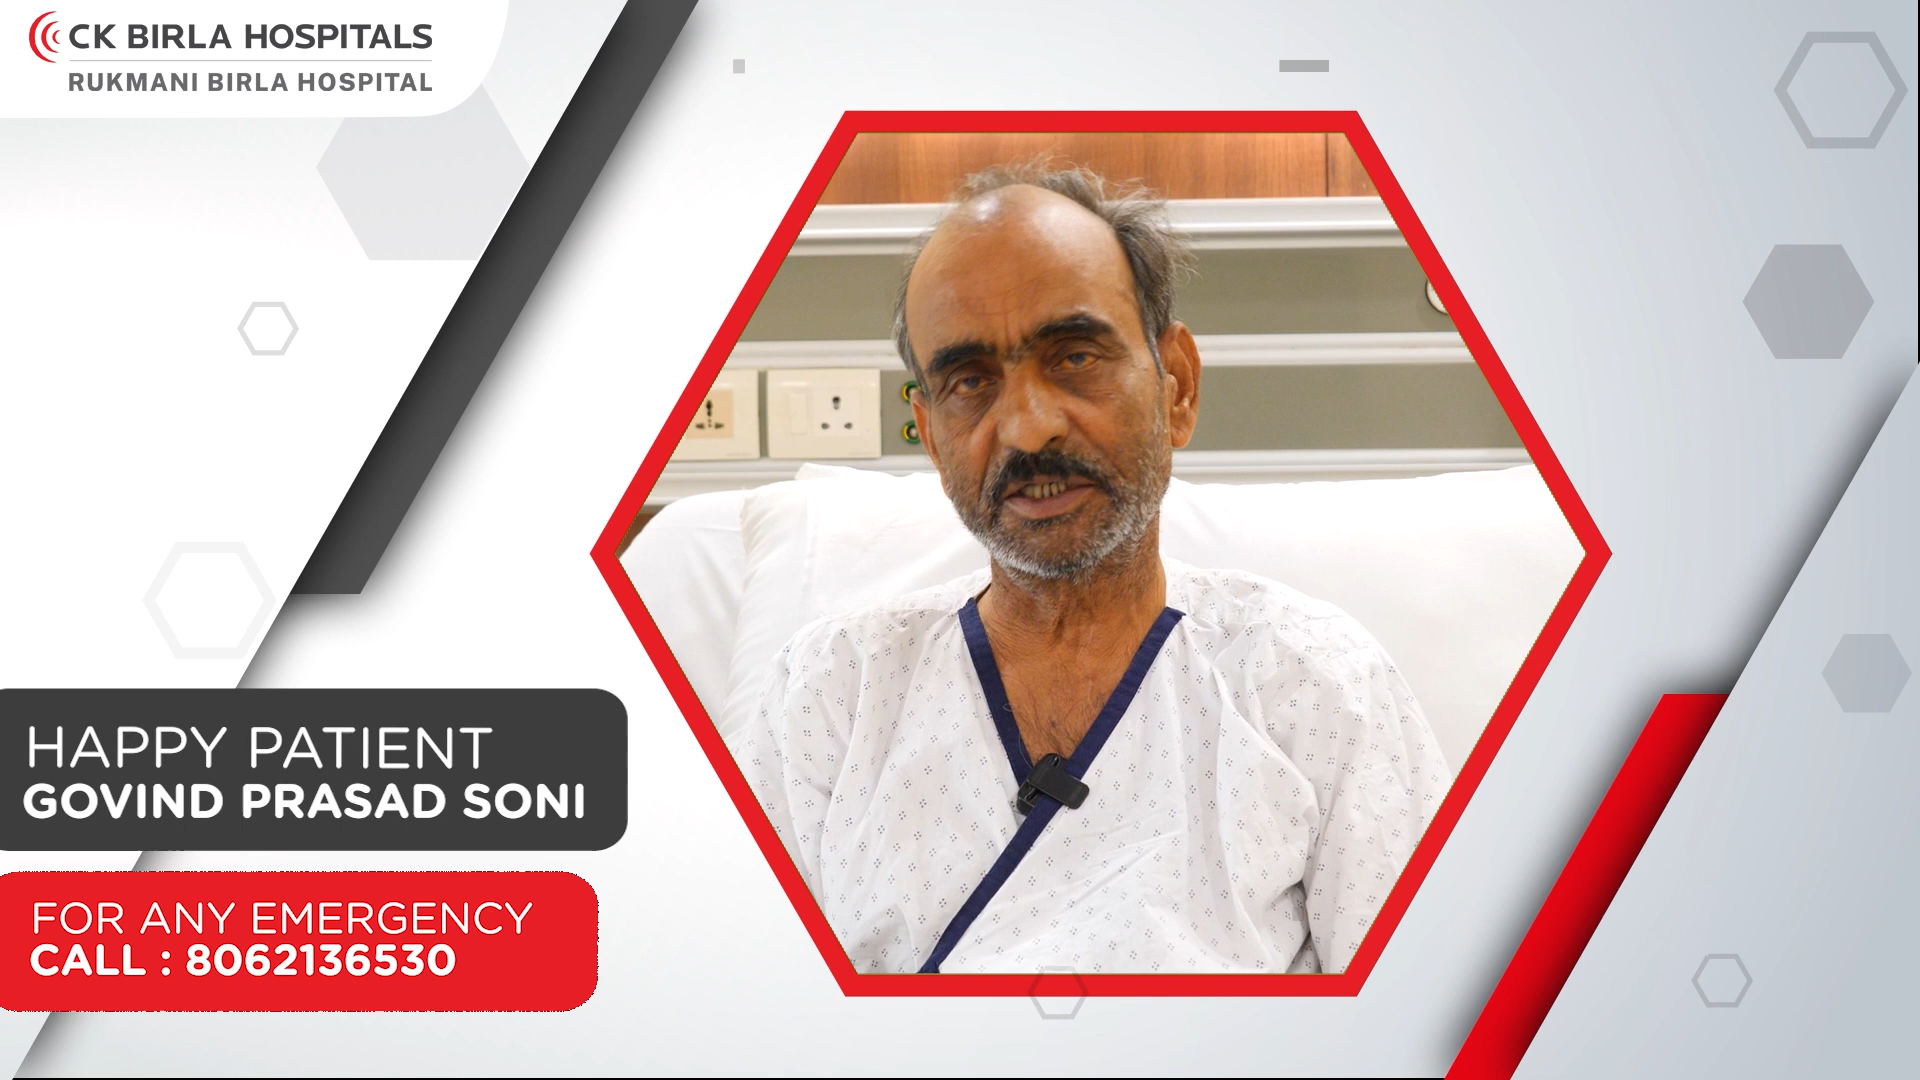 CK BIRLA HOSPITALS
RUKMANI BIRLA HOSPITAL
HAPPY PATIENT
GOVIND PRASAD SONI
FOR ANY EMERGENCY
CALL : 8062136530